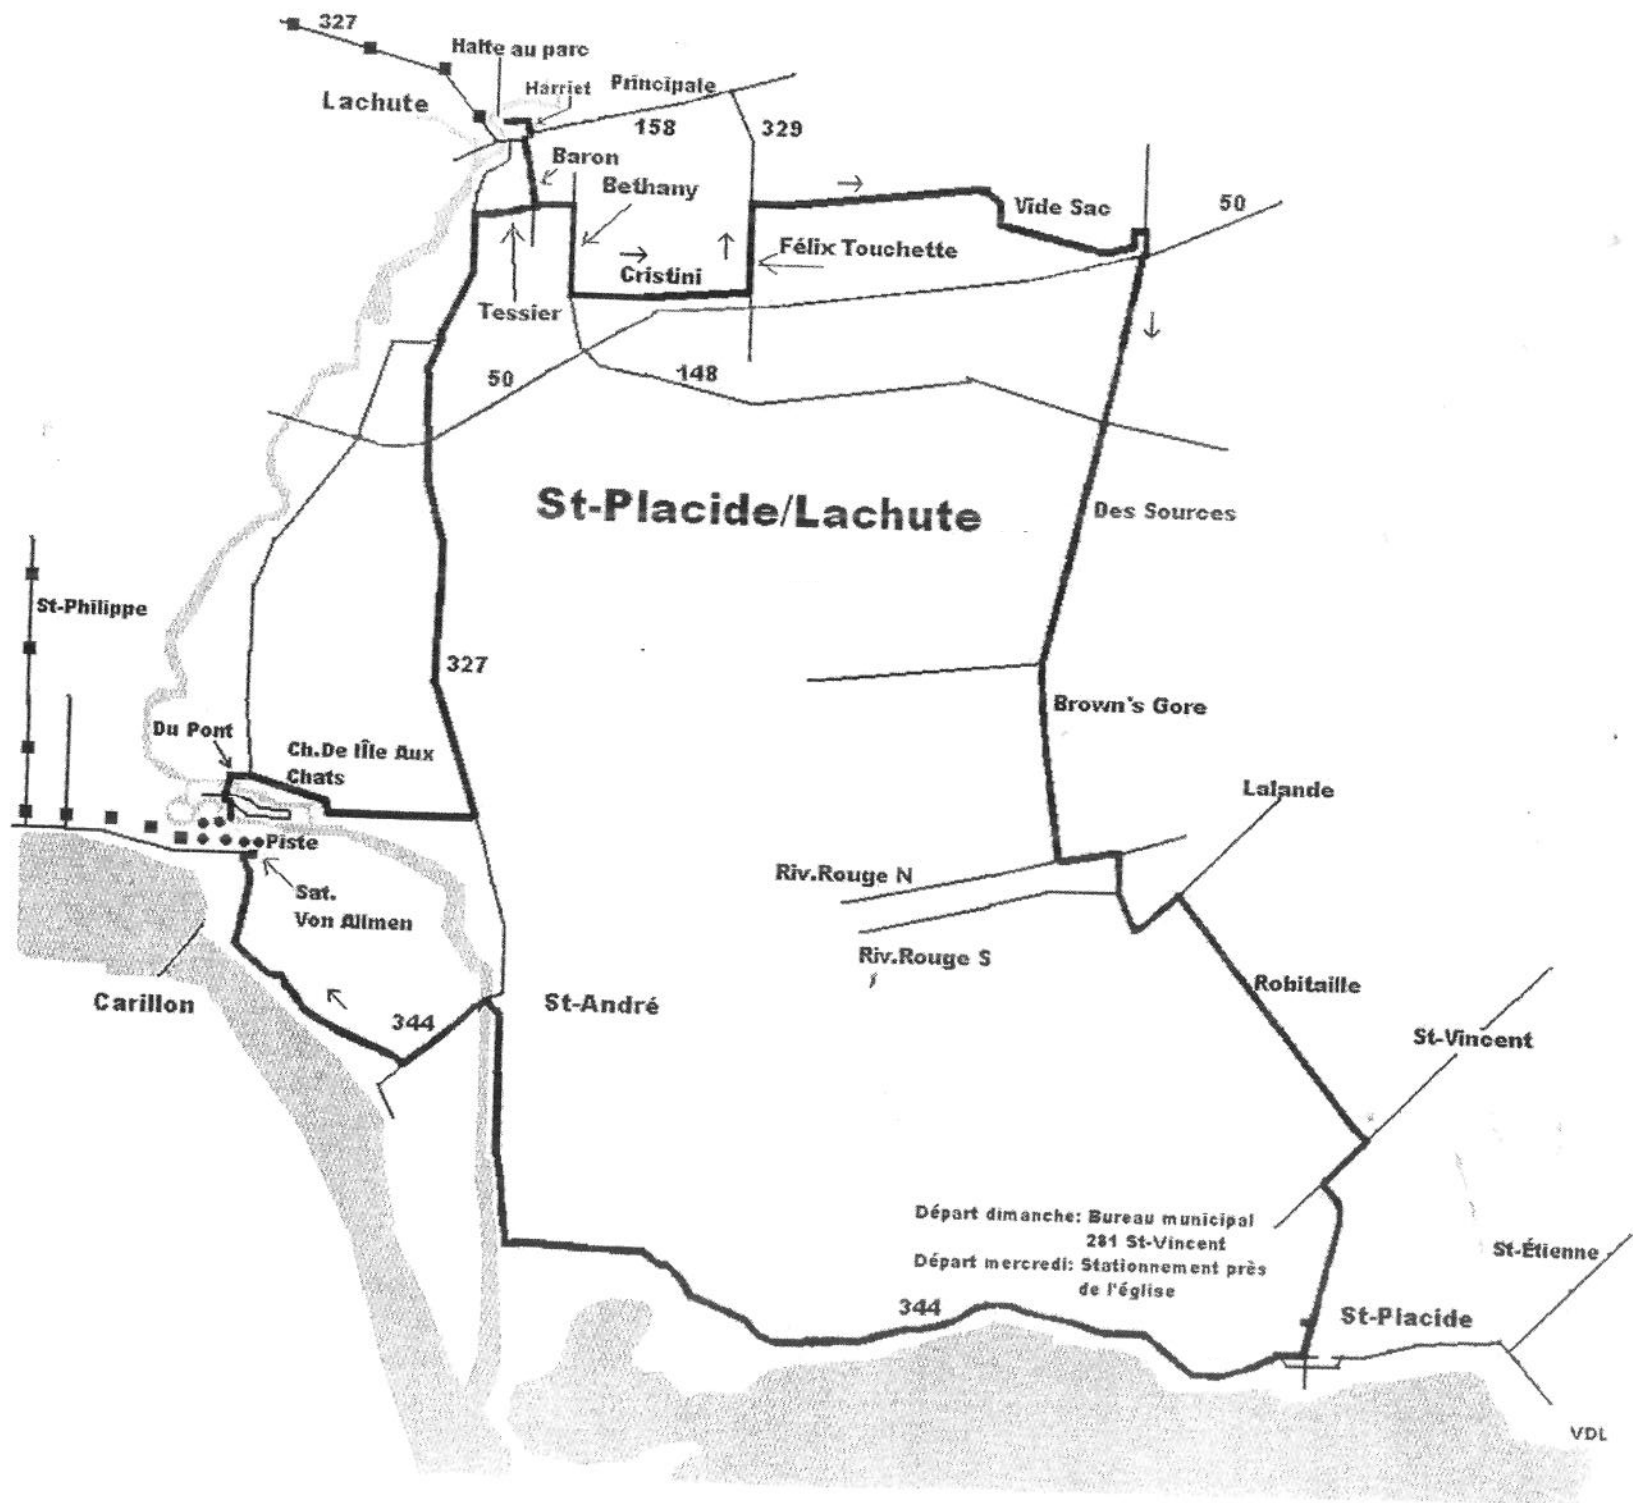 327
Halte au parc
Harriet
Principale
Lachute
158
329
Baron
Bethany
Vide Sac
50
Félix Touchette
Cristini
Tessier
50
148
St-Placide/Lachute
Des Sources
St-Philippe
327
Brown's Gore
Du Pont
Ch.De lÎle Aux
Chats
Lalande
Piste
Riv.Rouge N
Sat.
Von Allmen
Riv.Rouge S
Robitaille
Carillon
St-André
344
St-Vincent
Départ dimanche: Bureau municipal
281 St-Vincent
Départ mercredi: Stationnement près
de l'église
St-Étienne
344
St-Placide
VDL